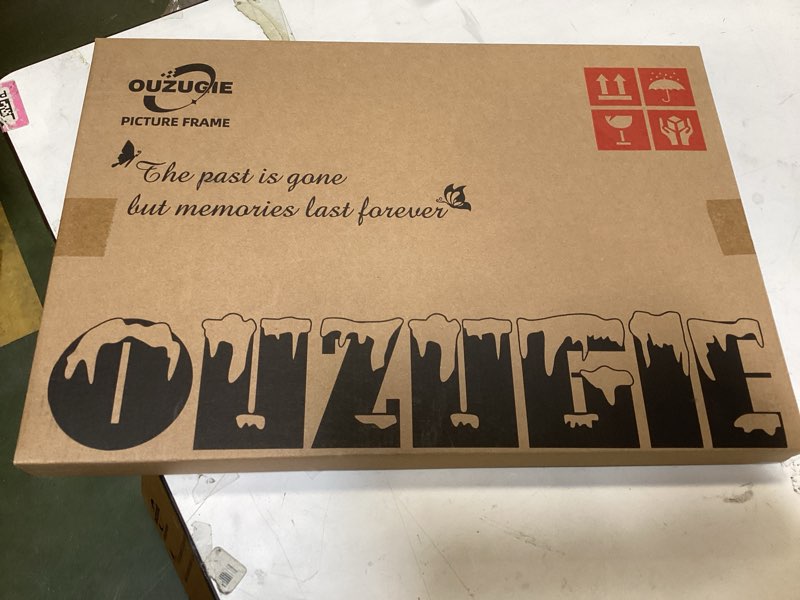 OUZUGIE
PICTURE FRAME
The past is gone
but memories last forever
OUZUGIE